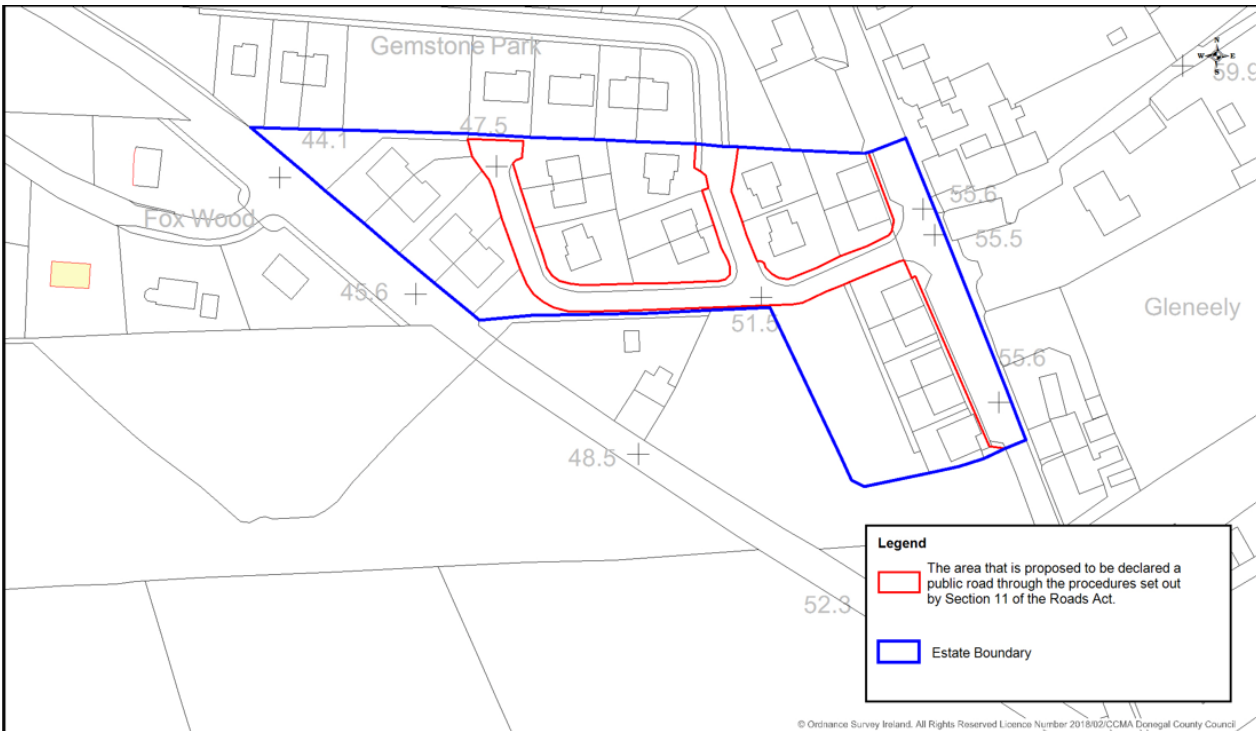 Gemstone Park
N
W E
S
59.9
47.5
44.1
Fox Wood
55.6
55.5
45.6
Gleneely
51.5
55.6
48.5
52.3
Legend
The area that is proposed to be declared a
public road through the procedures set out
by Section 11 of the Roads Act.
Estate Boundary
© Ordnance Survey Ireland. All Rights Reserved Licence Number 2018/02/CCMA Donegal County Council